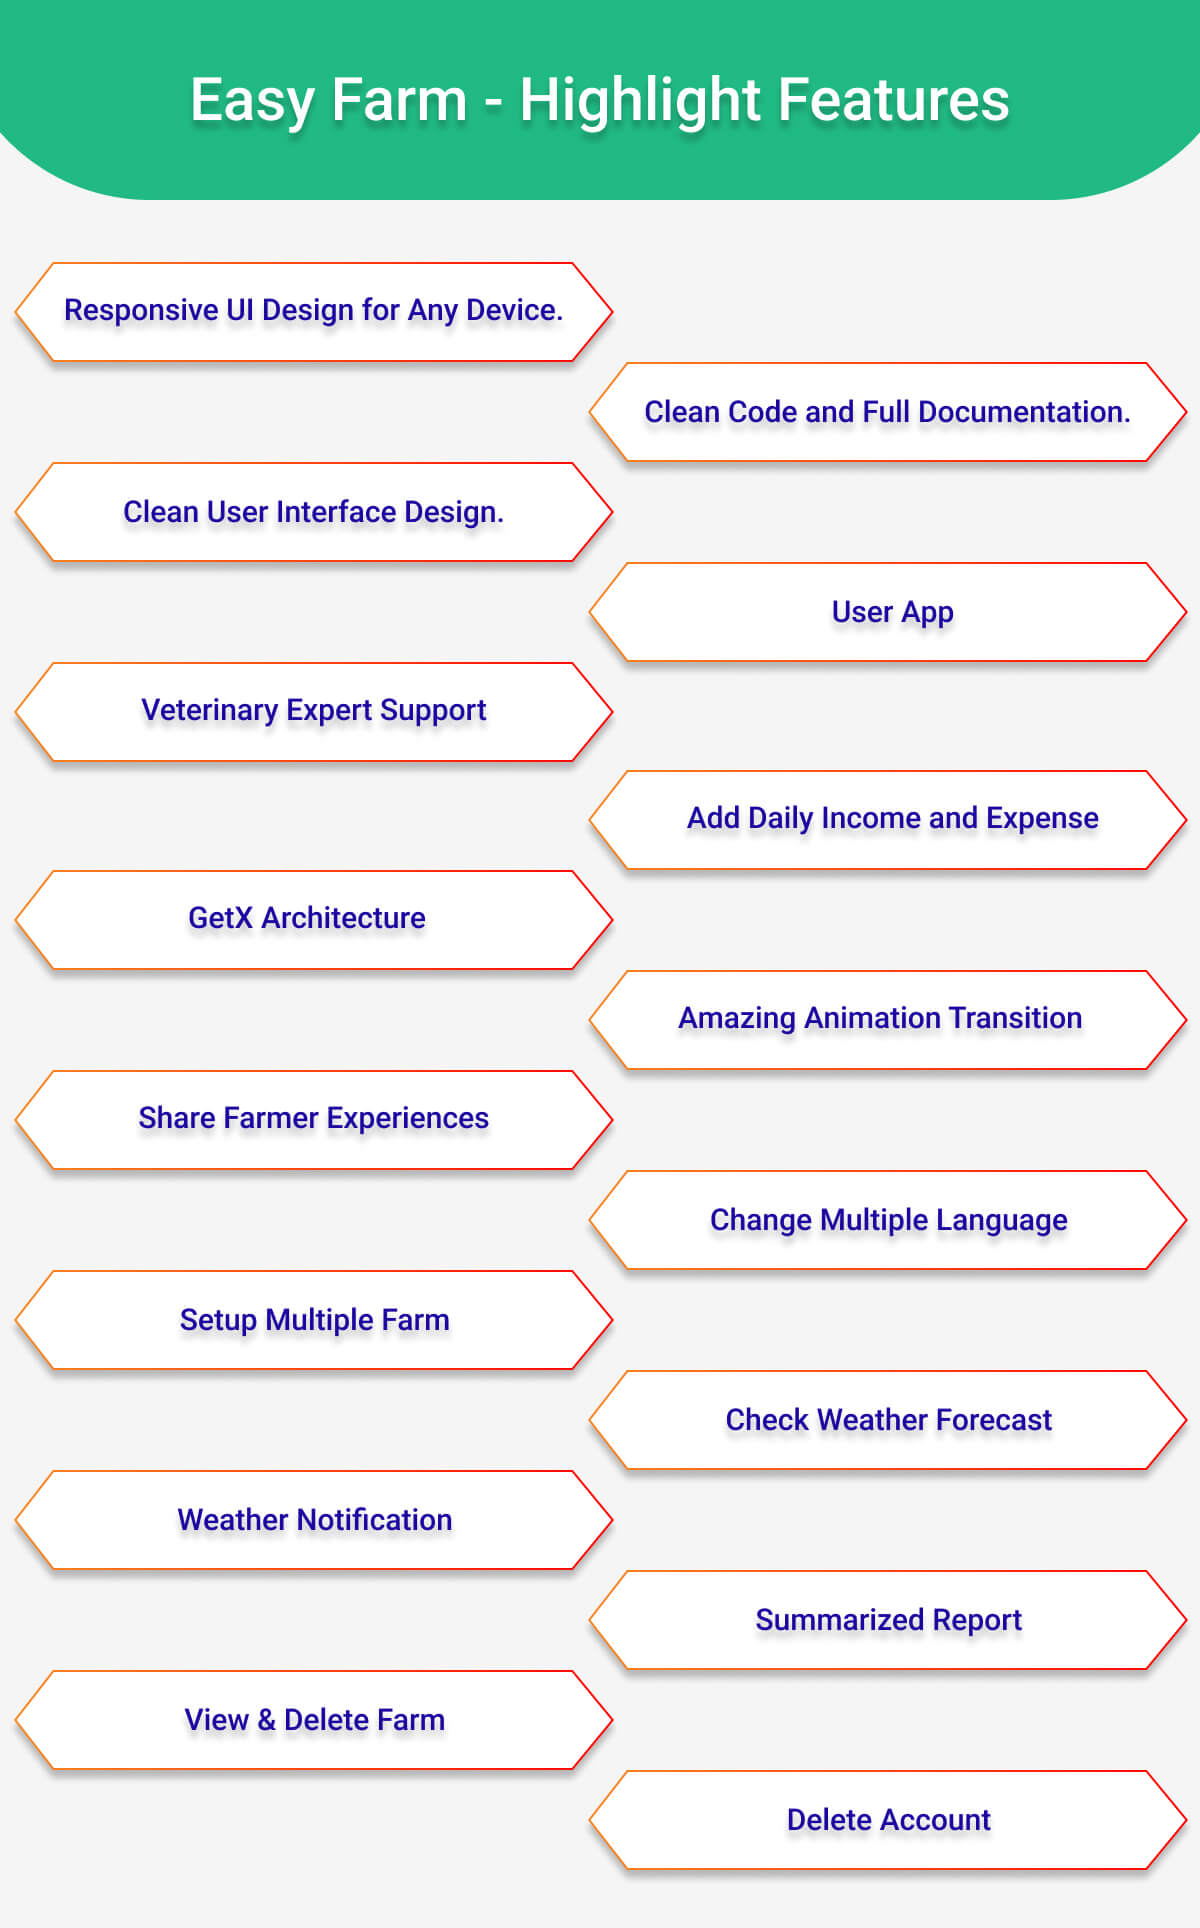 Easy Farm - Highlight Features
Responsive UI Design for Any Device.
Clean Code and Full Documentation.
Clean User Interface Design.
User App
Veterinary Expert Support
Add Daily Income and Expense
GetX Architecture
Amazing Animation Transition
Share Farmer Experiences
Change Multiple Language
Setup Multiple Farm
Check Weather Forecast
Weather Notification
Summarized Report
View & Delete Farm
Delete Account